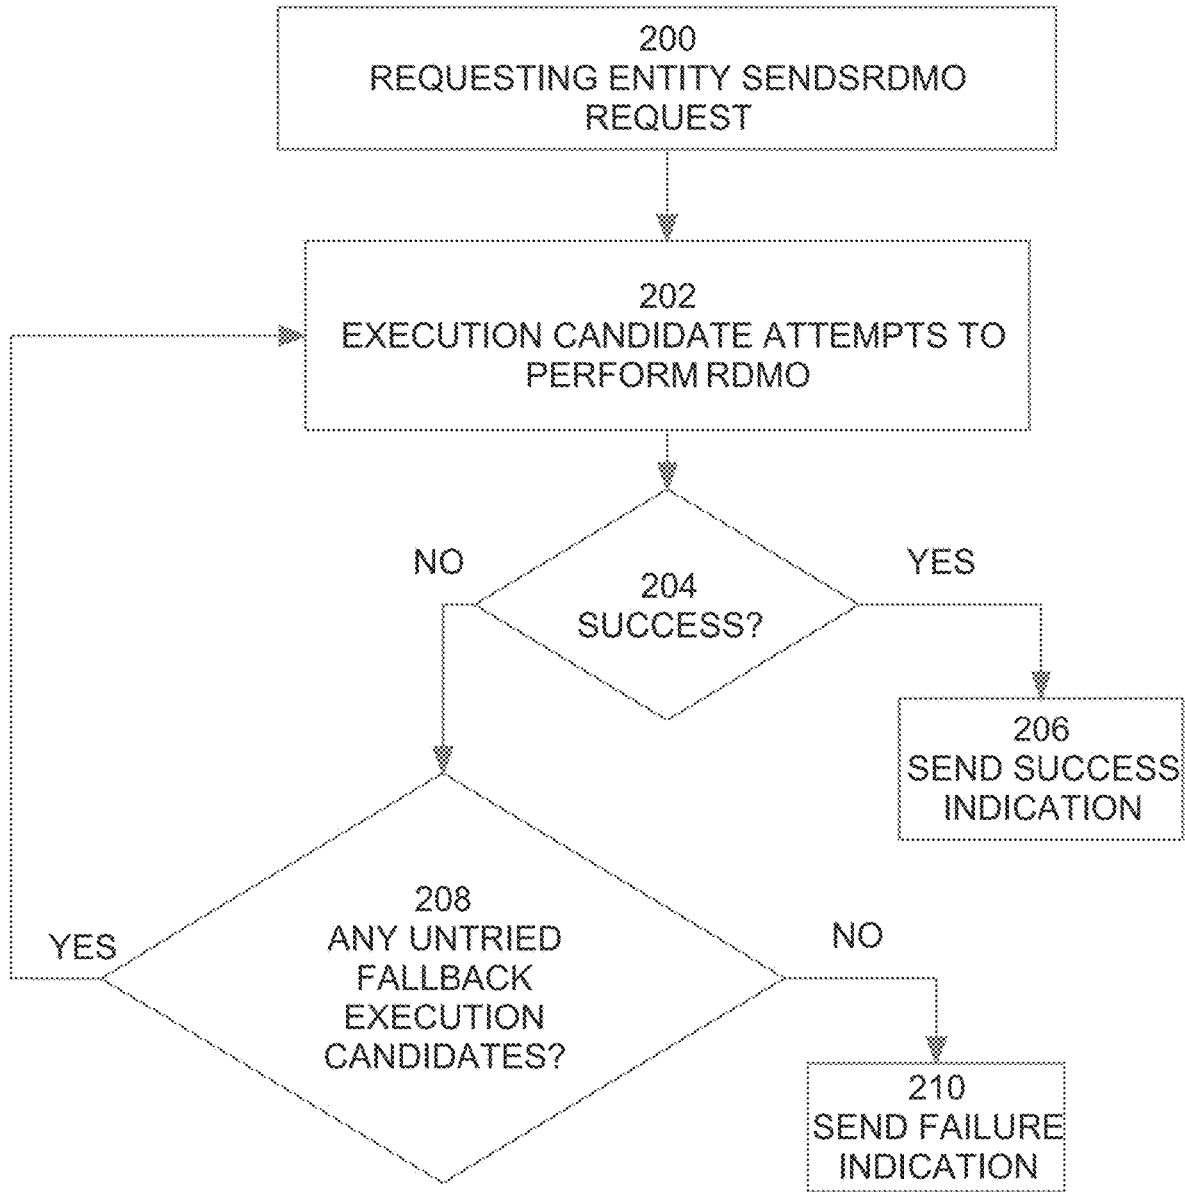 200
REQUESTING ENTITY SENDSRDMO
REQUEST
202
EXECUTION CANDIDATE ATTEMPTS TO
PERFORM RDMO
NO
YES
204
SUCCESS?
206
SEND SUCCESS
INDICATION
208
ANY UNTRIED
FALLBACK
EXECUTION
CANDIDATES?
YES
NO
210
SEND FAILURE
INDICATION